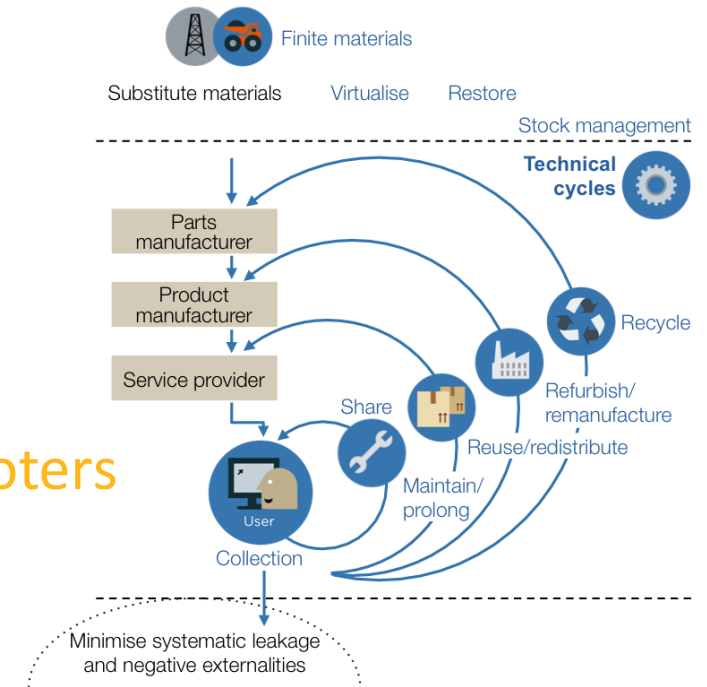 Finite materials
Substitute materials
Virtualise
Restore
Stock management
Technical
cycles
Parts
manufacturer
Product
manufacturer
Service provider
Share
Recycle
Refurbish/
remanufacture
Reuse/redistribute
Maintain/
prolong
oters
User
Collection
Minimise systematic leakage
and negative externalities